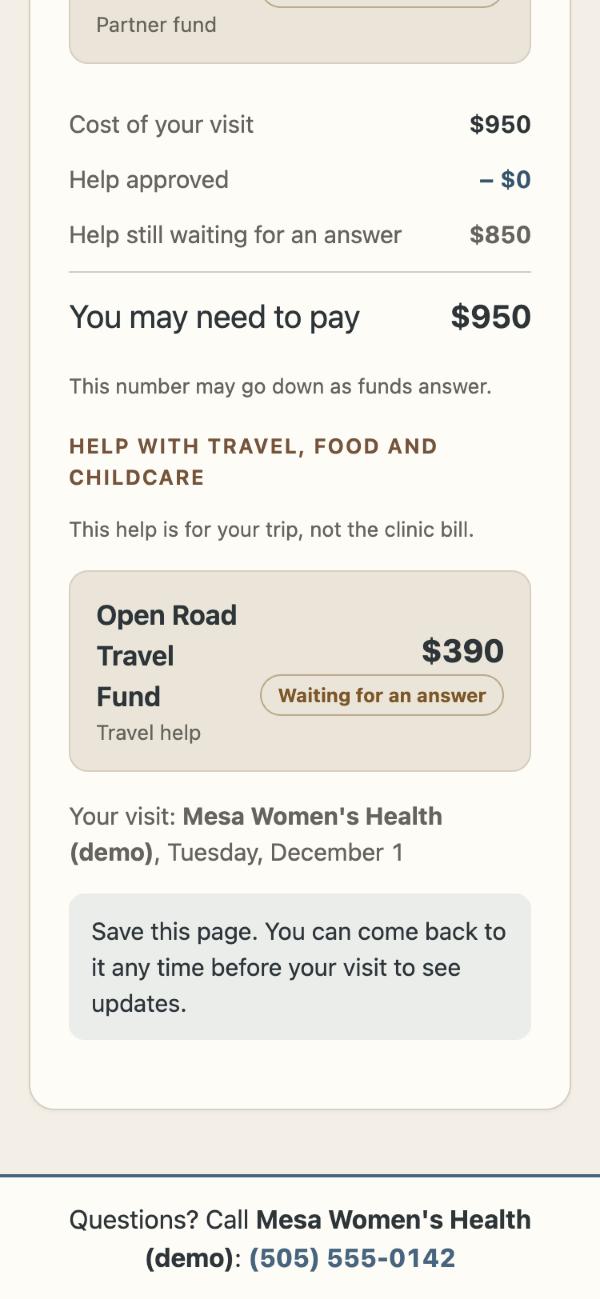 Partner fund
Cost of your visit $950
Help approved – $0
Help still waiting for an answer $850
You may need to pay $950
This number may go down as funds answer.
HELP WITH TRAVEL, FOOD AND
CHILDCARE
This help is for your trip, not the clinic bill.
Open Road
Travel
Fund
Travel help
$390
Waiting for an answer
Your visit: Mesa Women's Health
(demo), Tuesday, December 1
Save this page. You can come back to
it any time before your visit to see
updates.
Questions? Call Mesa Women's Health
(demo): (505) 555-0142